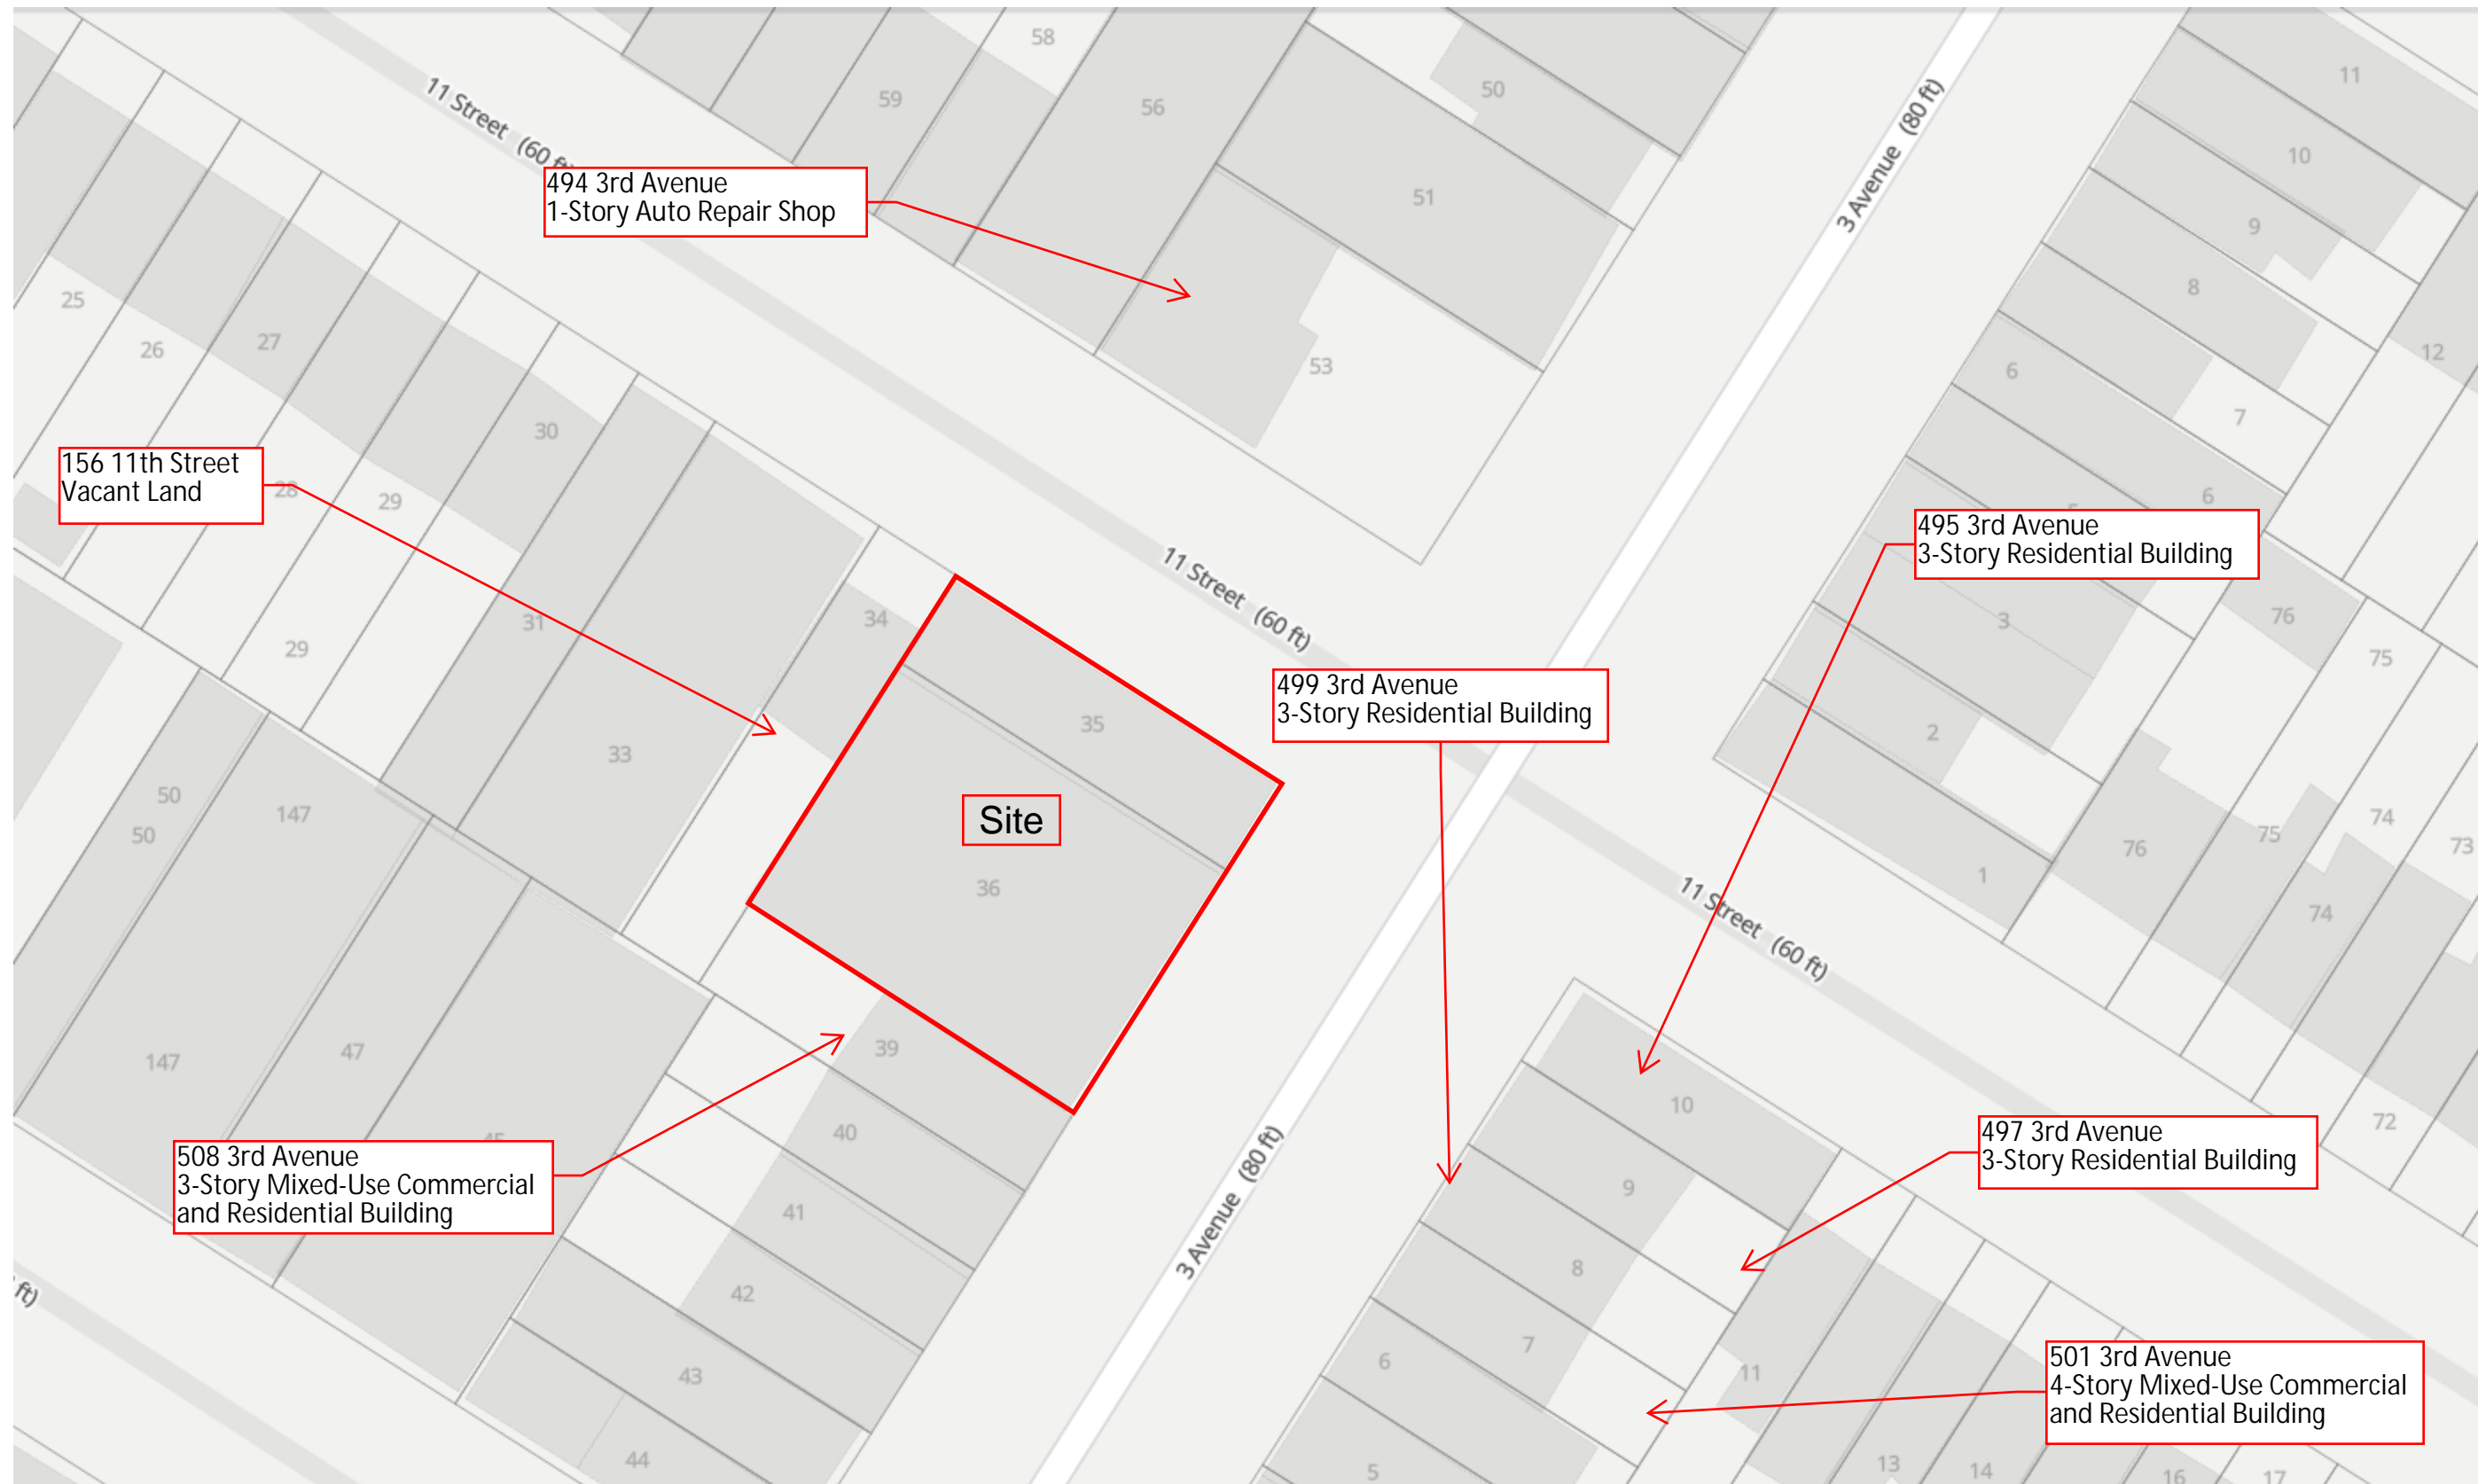 58
11
59
56
50
11 Street (60 ft)
3 Avenue (80 ft)
10
494 3rd Avenue
1-Story Auto Repair Shop
51
9
25
8
26
27
53
12
6
7
30
156 11th Street
Vacant Land
28
29
6
495 3rd Avenue
3-Story Residential Building
11 Street (60 ft)
34
31
3
76
29
75
499 3rd Avenue
3-Story Residential Building
35
2
33
50
147
Site
74
50
75
76
73
36
1
11 Street (60 ft)
74
39
147
47
10
40
72
508 3rd Avenue
3-Story Mixed-Use Commercial
and Residential Building
497 3rd Avenue
3-Story Residential Building
3 Avenue (80 ft)
9
41
8
42
ft)
7
6
43
11
501 3rd Avenue
4-Story Mixed-Use Commercial
and Residential Building
44
5
13
14
16
17